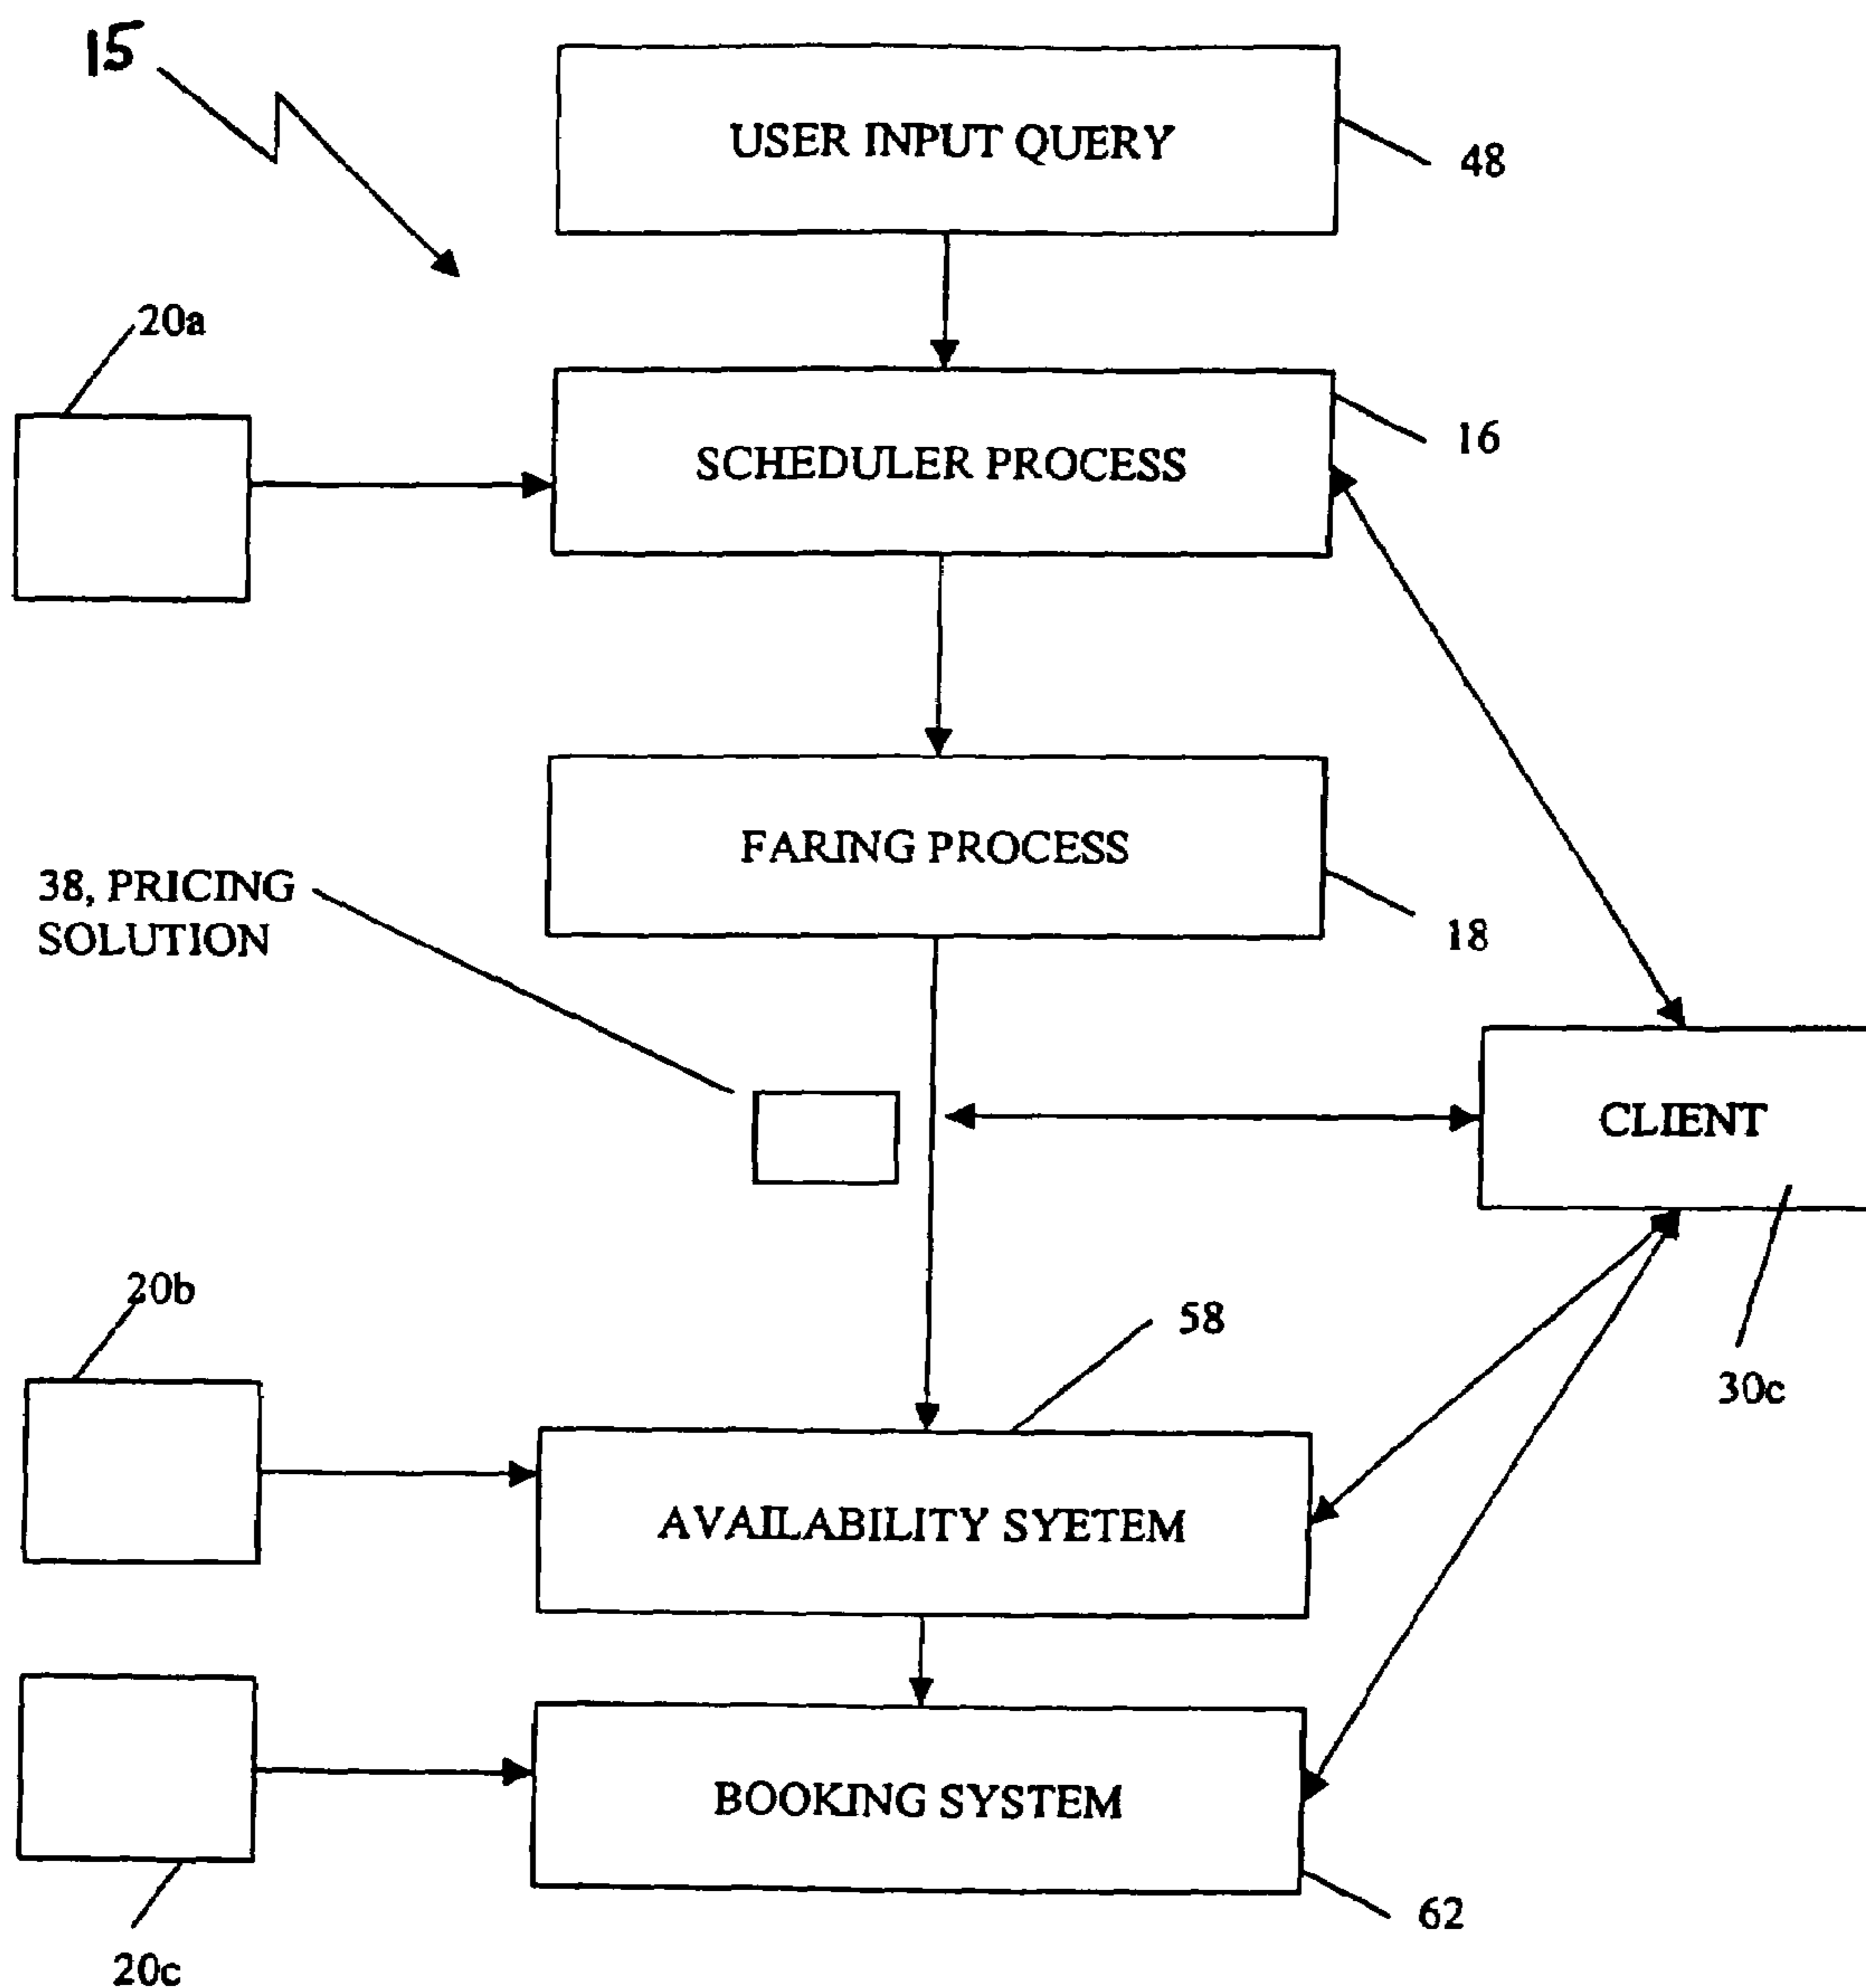 15
USER INPUT QUERY
48
20a
SCHEDULER PROCESS
16
FARING PROCESS
38, PRICING
SOLUTION
18
CLIENT
20b
58
30c
AVAILABILITY SYETEM
BOOKING SYSTEM
62
20c